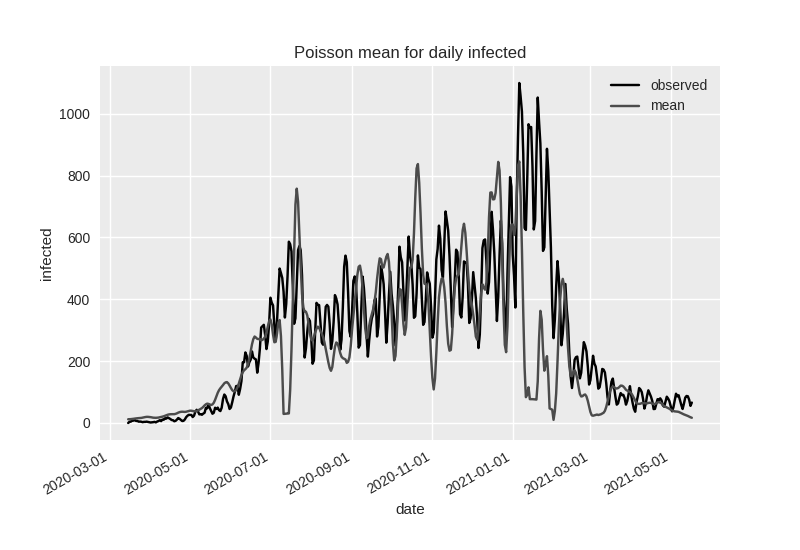 Poisson mean for daily infected
observed
mean
1000
800
600
400
200
0
infected
2020-03-01
2020-05-01
2020-07-01
2020-09-01
2020-11-01
2021-01-01
2021-03-01
2021-05-01
date